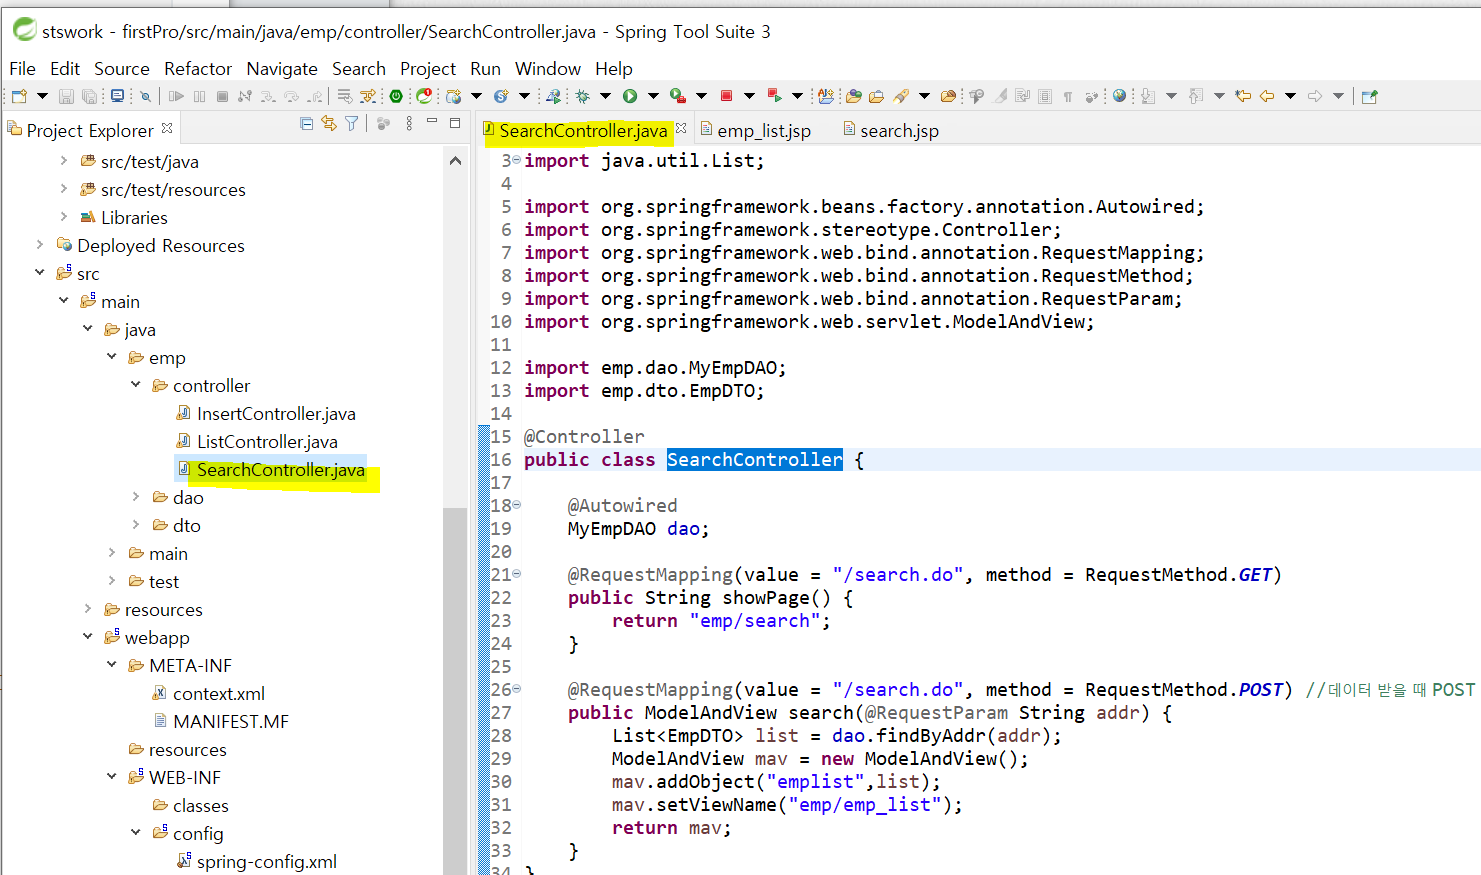 stswork - firstPro/src/main/java/emp/controller/SearchController.java - Spring Tool Suite 3
File Edit Source Refactor Navigate Search Project Run Window Help
Project Explorer
src/test/java
src/test/resources
Libraries
Deployed Resources
src
main
java
emp
controller
InsertController.java
ListController.java
SearchController.java
dao
dto
main
test
resources
webapp
META-INF
context.xml
MANIFEST.MF
resources
WEB-INF
classes
config
spring-config.xml
SearchController.java emp_list.jsp search.jsp
3 import java.util.List;
4
5 import org.springframework.beans.factory.annotation.Autowired;
6 import org.springframework.stereotype.Controller;
7 import org.springframework.web.bind.annotation.RequestMapping;
8 import org.springframework.web.bind.annotation.RequestMethod;
9 import org.springframework.web.bind.annotation.RequestParam;
10 import org.springframework.web.servlet.ModelAndView;
11
12 import emp.dao.MyEmpDAO;
13 import emp.dto.EmpDTO;
14
15 @Controller
16 public class SearchController {
17
18 @Autowired
19 MyEmpDAO dao;
20
21 @RequestMapping(value = "/search.do", method = RequestMethod.GET)
22 public String showPage() {
23 return "emp/search";
24 }
25
26 @RequestMapping(value = "/search.do", method = RequestMethod.POST) //데이터 받을 때 POST
27 public ModelAndView search(@RequestParam String addr) {
28 List<EmpDTO> list = dao.findByAddr(addr);
29 ModelAndView mav = new ModelAndView();
30 mav.addObject("emplist",list);
31 mav.setViewName("emp/emp_list");
32 return mav;
33 }
34 }